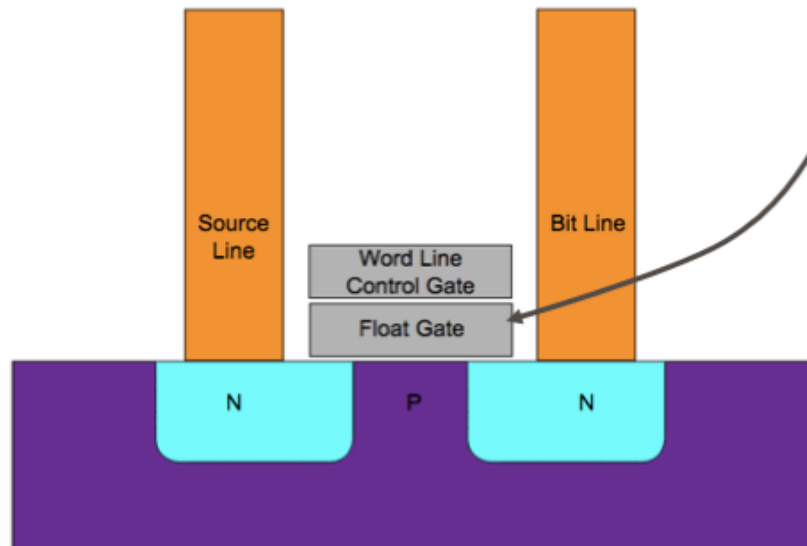 Source
Line
Bit Line
Word Line
Control Gate
Float Gate
N
P
N